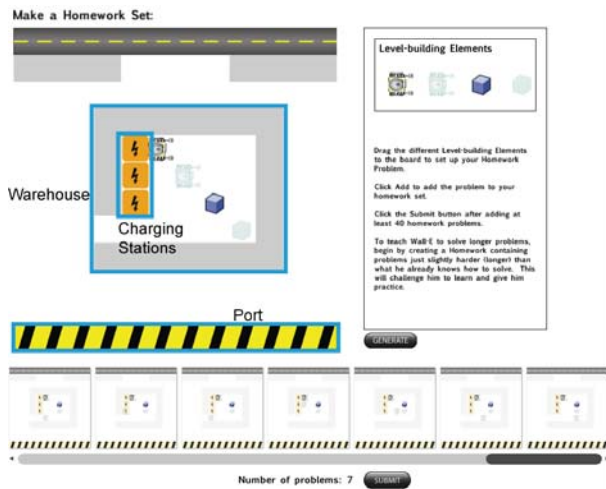 Make a Homework Set:
Level-building Elements
Warehouse
Charging
Stations
Port
Drag the different Level-building Elements
to the board to set up your Homework
Problem.
Click Add to add the problem to your
homework set.
Click the Submit button after adding at
least 40 homework problems.
To teach Wall-E to solve longer problems,
begin by creating a Homework containing
problems just slightly harder (longer) than
what he already knows how to solve. This
will challenge him to learn and give him
practice.
GENERATE
Number of problems: 7
SUBMIT